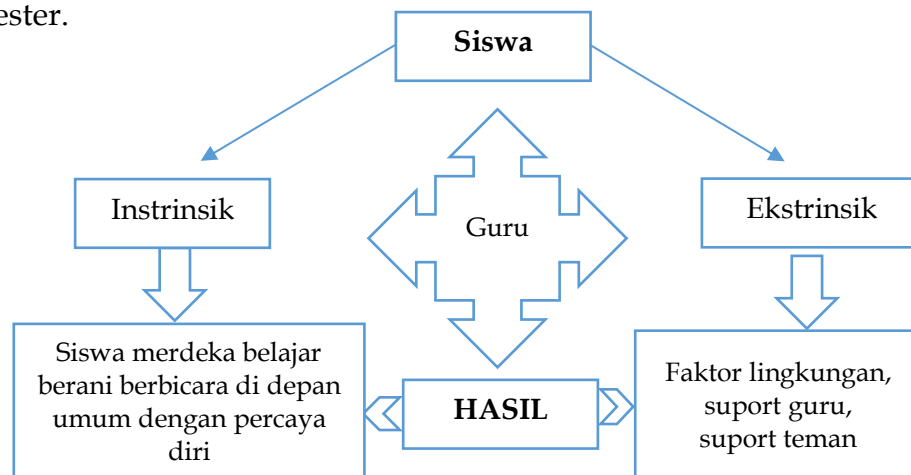 ester.
Siswa
Instrinsik
Guru
Ekstrinsik
Siswa merdeka belajar
berani berbicara di depan
umum dengan percaya
diri
HASIL
Faktor lingkungan,
suport guru,
suport teman